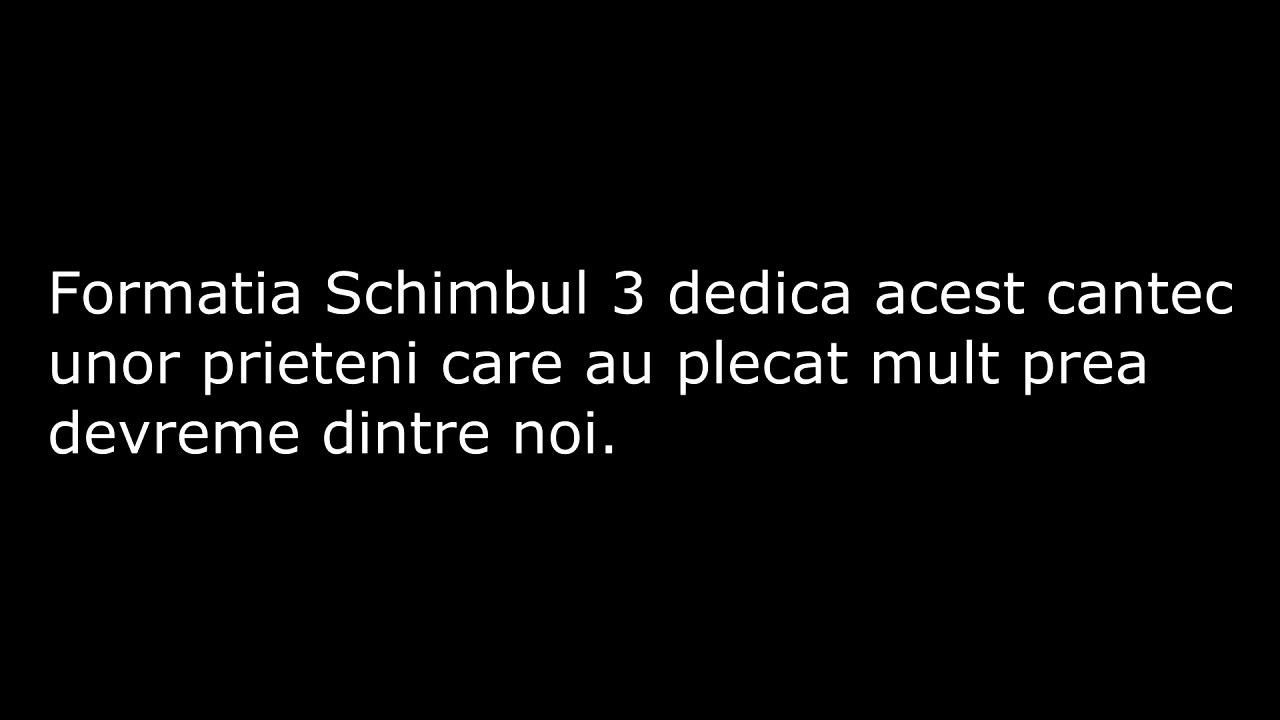 Formatia Schimbul 3 dedica acest cantec
unor prieteni care au plecat mult prea
devreme dintre noi.